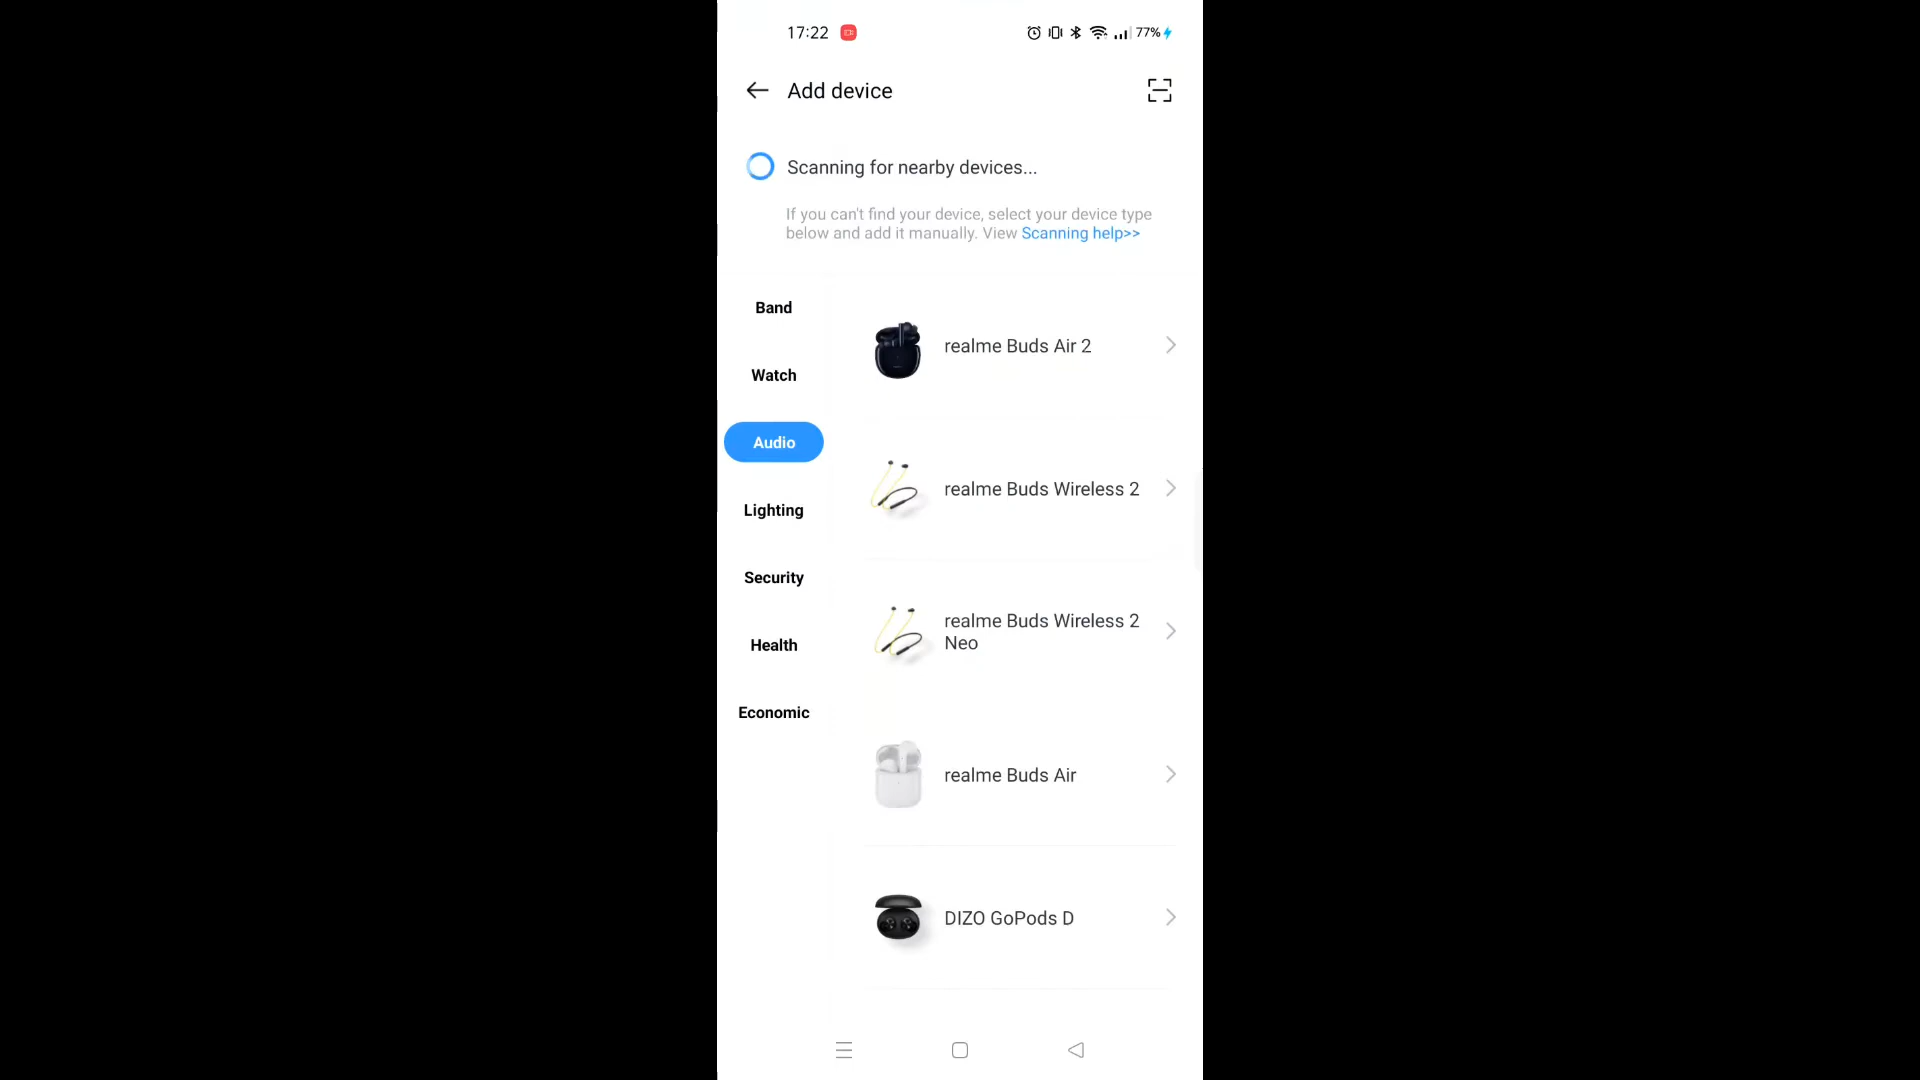 17:22
77%
Add device
Scanning for nearby devices...
If you can't find your device, select your device type
below and add it manually. View Scanning help>>
Band
Watch
Audio
Lighting
Security
Health
Economic
realme Buds Air 2
realme Buds Wireless 2
realme Buds Wireless 2
Neo
realme Buds Air
DIZO GoPods D